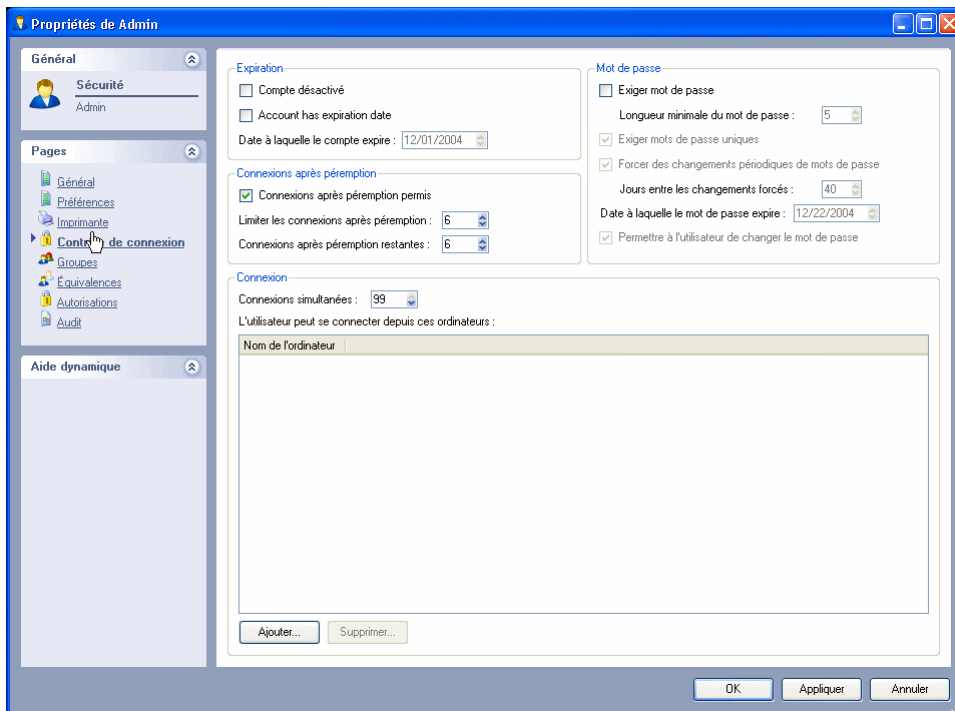 Propriétés de Admin
Général
Sécurité
Admin
Pages
Général
Préférences
Imprimante
de connexion
Groupes
Équivalences
Autorisations
Audit
Aide dynamique
Expiration
Compte désactivé
Account has expiration date
Date à laquelle le compte expire : 12/01/2004
Connexions après péremption
Connexions après péremption permis
Limiter les connexions après péremption : 6
Connexions après péremption restantes : 6
Mot de passe
Exiger mot de passe
Longueur minimale du mot de passe : 5
Exiger mots de passe uniques
Forcer des changements périodiques de mots de passe
Jours entre les changements forcés : 40
Date à laquelle le mot de passe expire : 12/22/2004
Permettre à l'utilisateur de changer le mot de passe
Connexion
Connexions simultanées : 99
L'utilisateur peut se connecter depuis ces ordinateurs :
Nom de l'ordinateur
Ajouter... Supprimer...
OK Appliquer Annuler